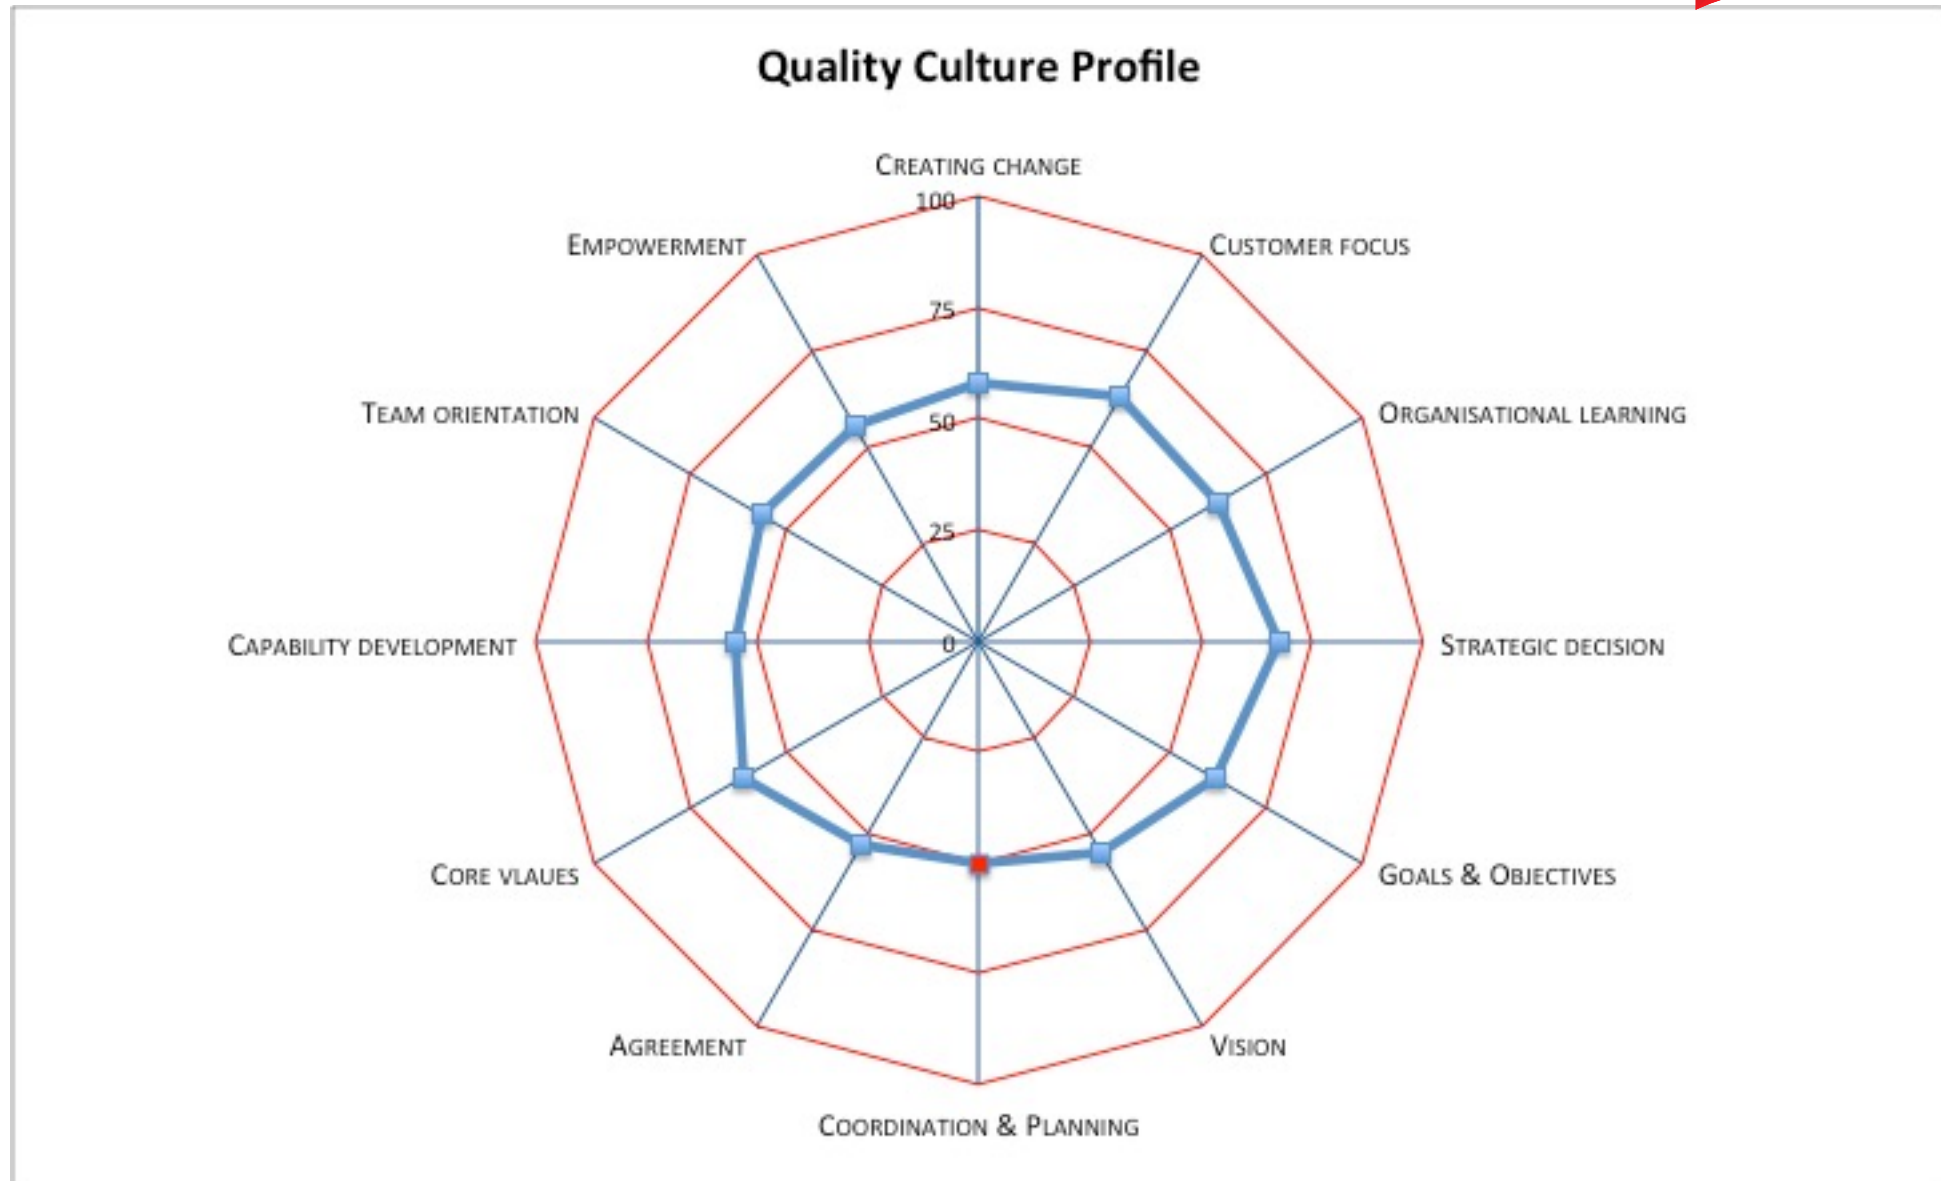 Quality Culture Profile
CREATING CHANGE
100
EMPOWERMENT
CUSTOMER FOCUS
75
TEAM ORIENTATION
50
ORGANISATIONAL LEARNING
25
CAPABILITY DEVELOPMENT
0
STRATEGIC DECISION
CORE VLAUES
GOALS & OBJECTIVES
AGREEMENT
VISION
COORDINATION & PLANNING